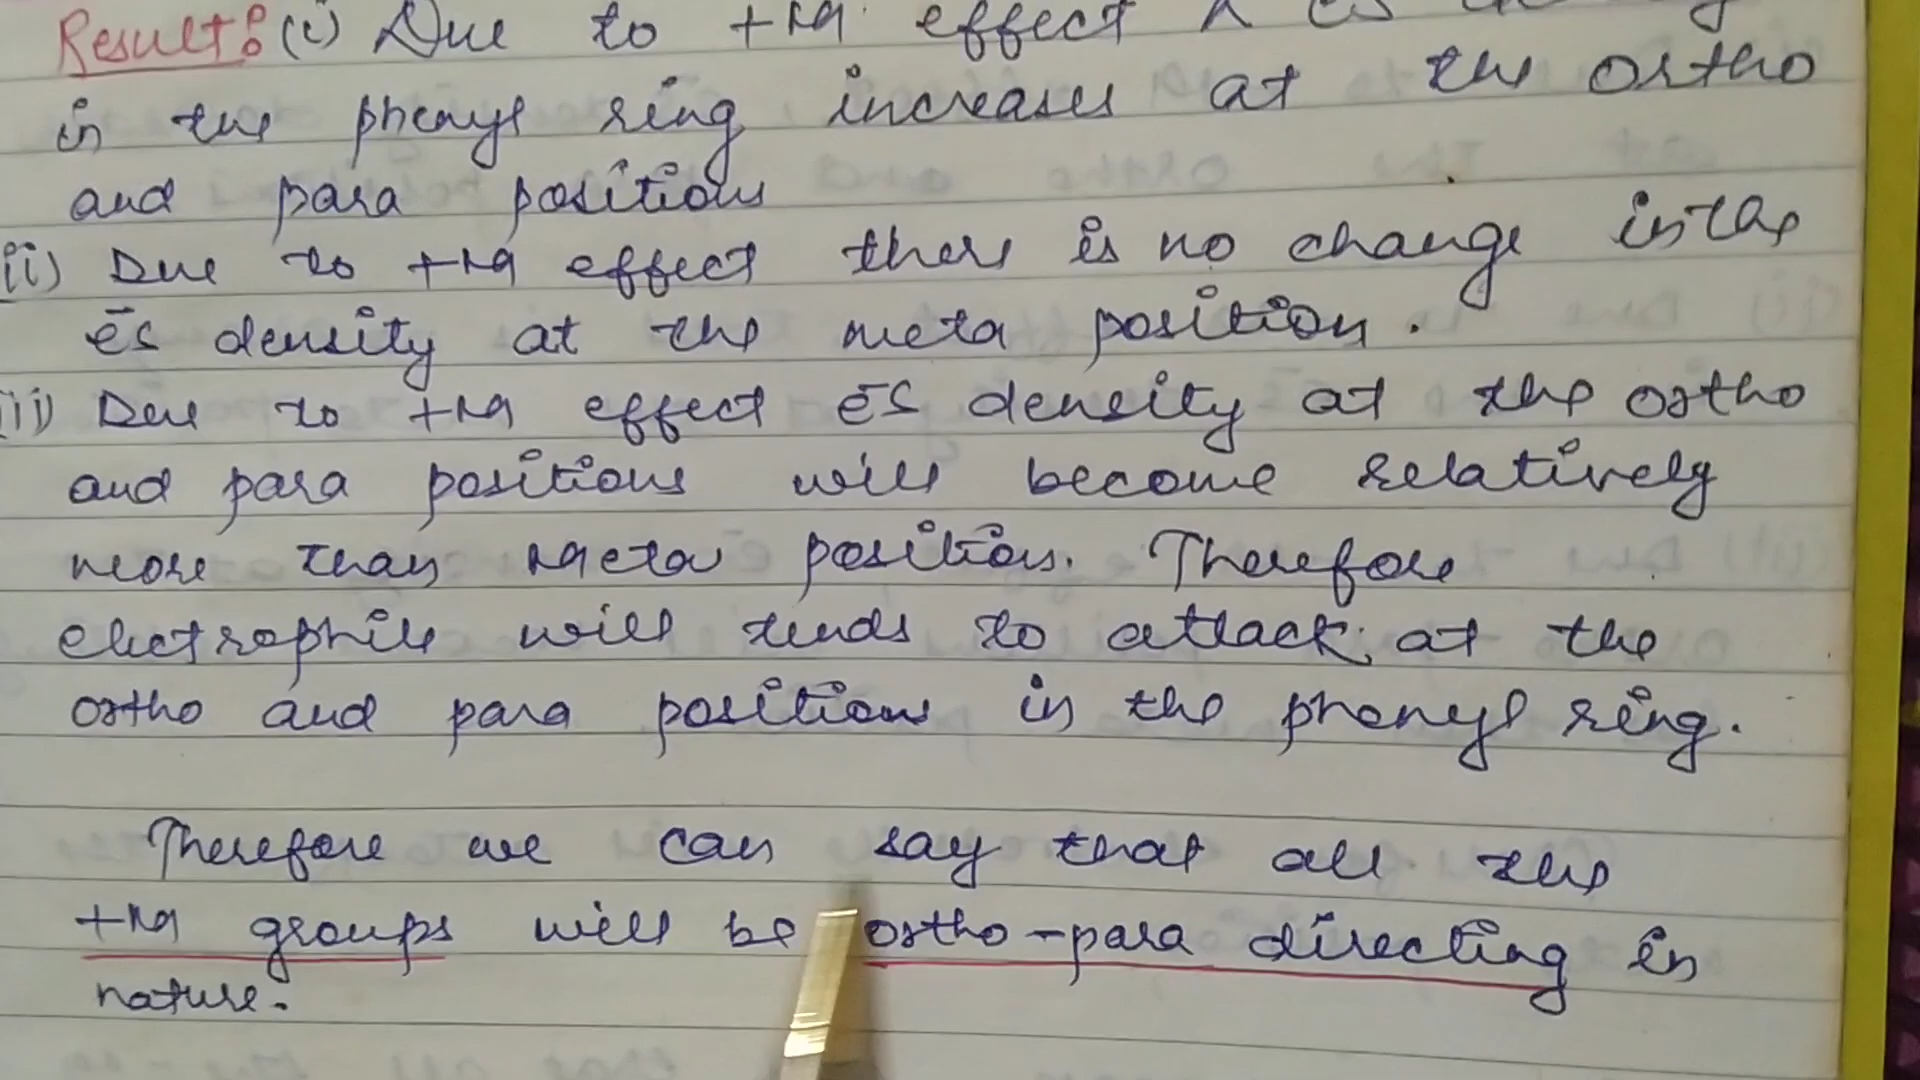 Result: (i) Due to +M effect
in the phenyl ring increases at the ortho
and para positions
(ii) Due to +M effect there is no change in the
ēs density at the meta position.
(iii) Due to +M effect ēs density at the ortho
and para positions will become relatively
more than meta position. Therefore
electrophile will tends to attack at the
ortho and para positions in the phenyl ring.
Therefore we can say that all the
+M groups will be ortho-para directing in
nature.